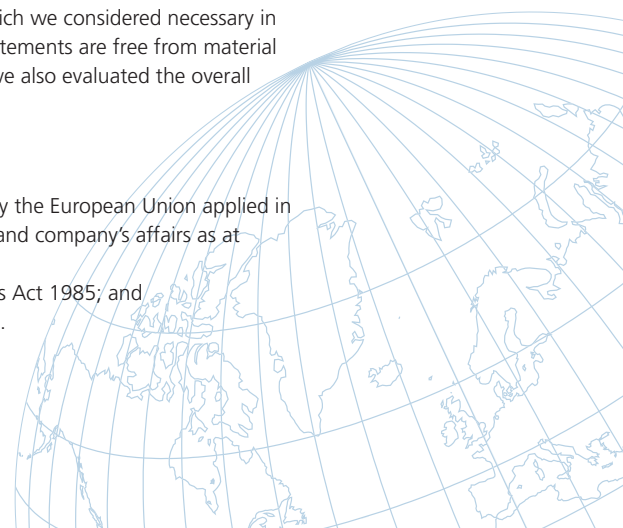 ich we considered necessary in
tements are free from material
ve also evaluated the overall
y the European Union applied in
and company’s affairs as at
s Act 1985; and
.